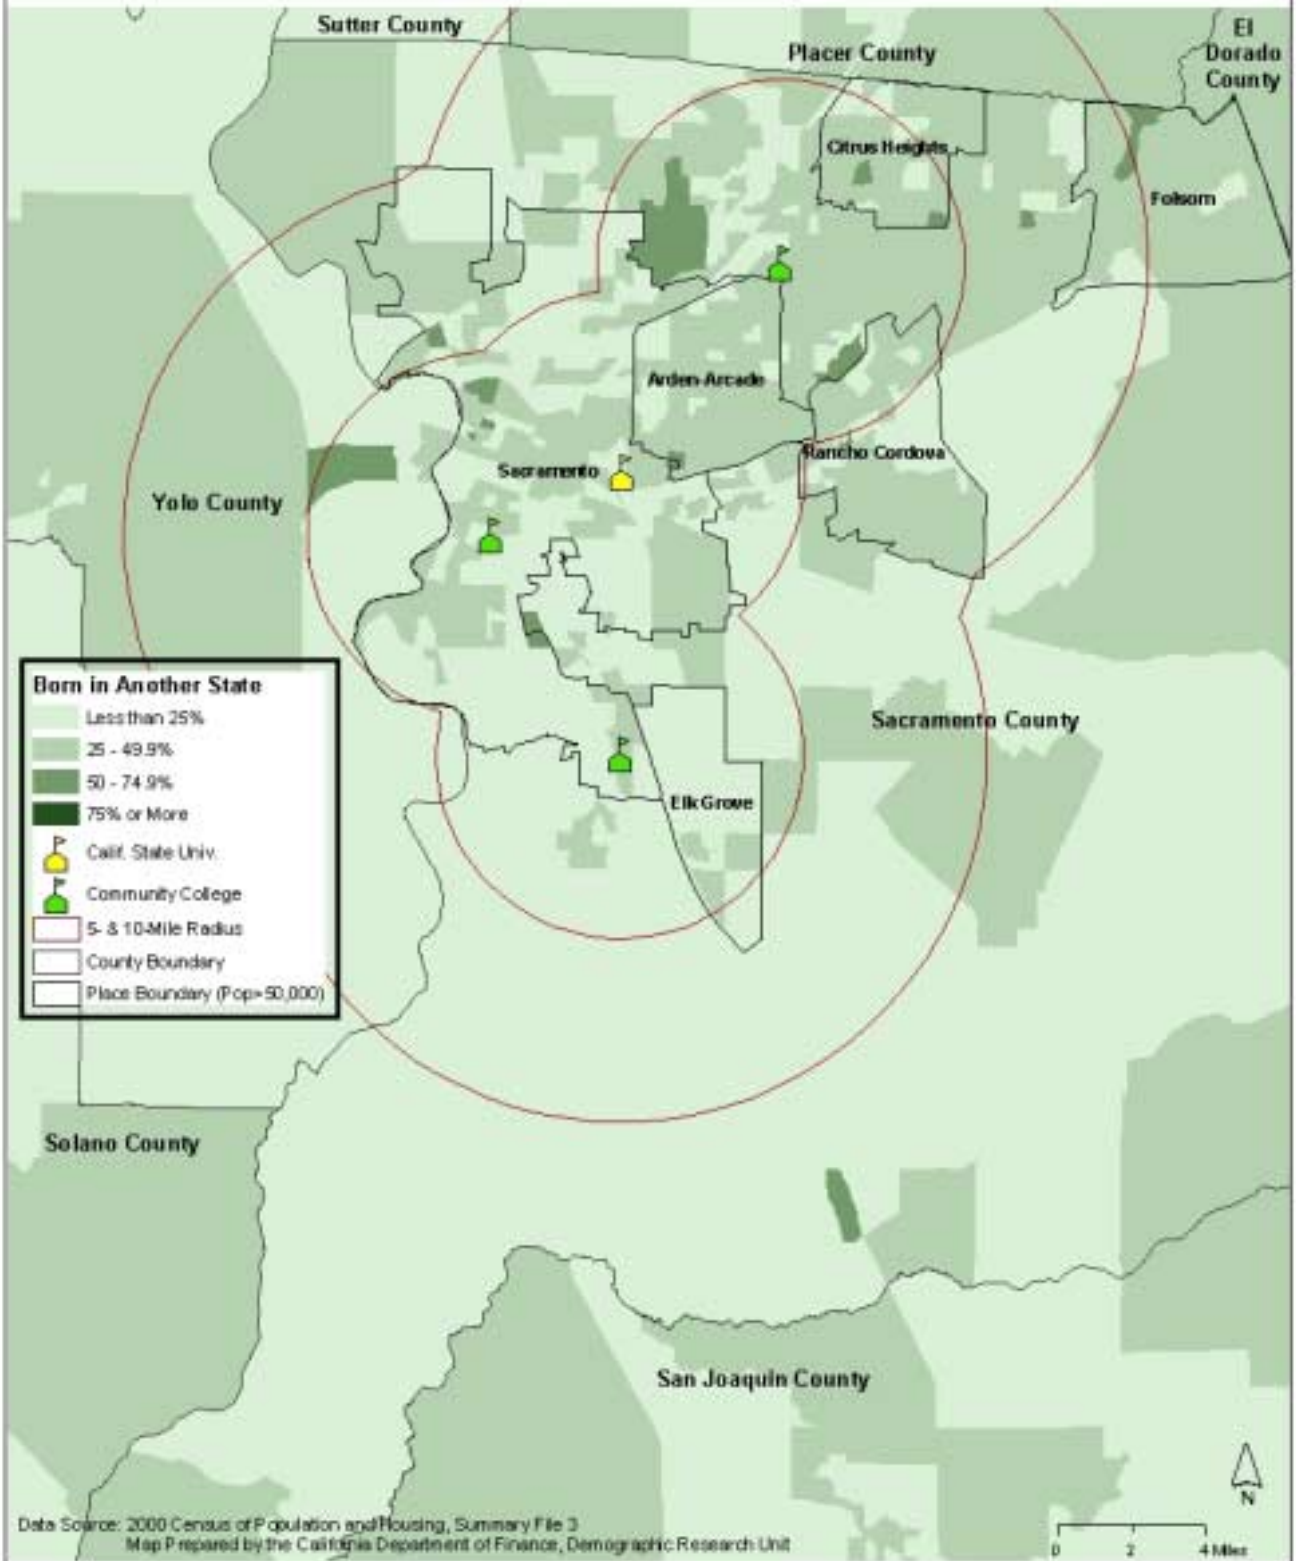 Sutter County
Placer County
El
Dorado
County
Citrus Heights
Folsom
Arden-Arcade
Rancho Cordova
Sacramento
Yolo County
Born in Another State
Less than 25%
25 - 49.9%
50 - 74.9%
75% or More
Calif. State Univ.
Community College
5- & 10-Mile Radius
County Boundary
Place Boundary (Pop>50,000)
Sacramento County
Elk Grove
Solano County
San Joaquin County
N
Data Source: 2000 Census of Population and Housing, Summary File 3
Map Prepared by the California Department of Finance, Demographic Research Unit
0 2 4 Miles